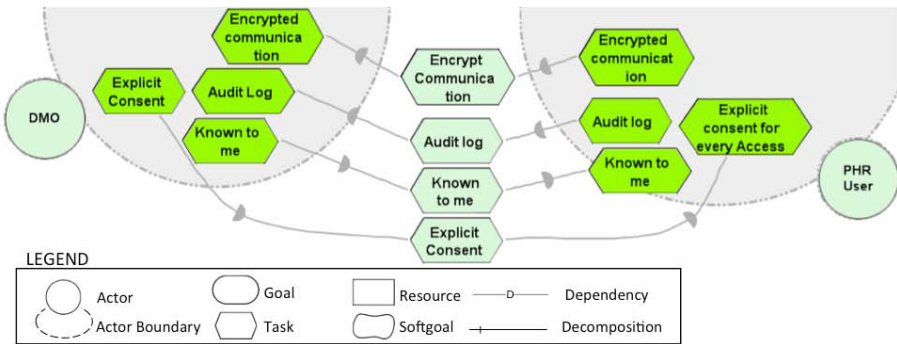 Encrypted
communica
tion
Explicit
Consent
Audit Log
Known to
me
DMO
Encrypt
Communica
tion
Audit log
Known
to me
Explicit
Consent
Encrypted
communicat
ion
Audit log
Explicit
consent for
every Access
Known to
me
PHR
User
LEGEND
Actor
Goal
Resource
D
Dependency
Actor Boundary
Task
Softgoal
Decomposition